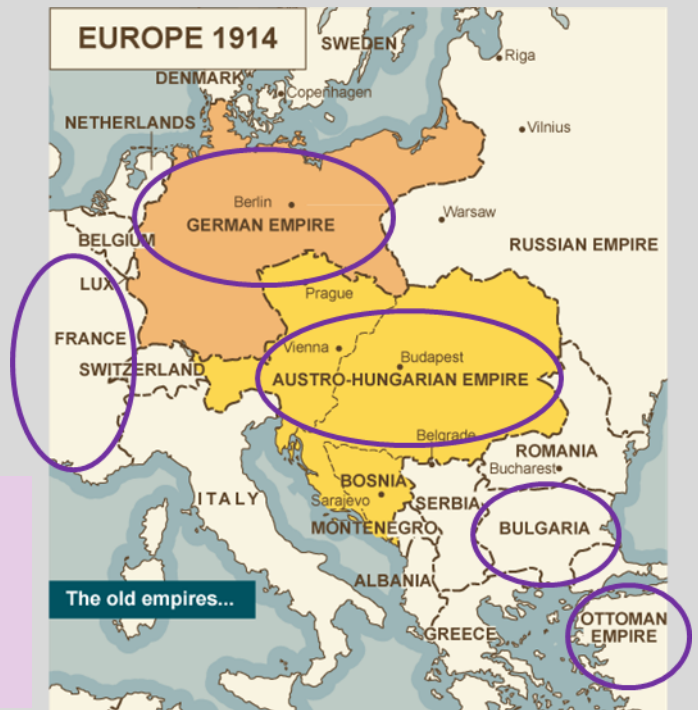 EUROPE 1914
SWEDEN
Riga
DENMARK
Copenhagen
NETHERLANDS
Vilnius
Berlin
GERMAN EMPIRE
Warsaw
BELGIUM
RUSSIAN EMPIRE
LUX
Prague
FRANCE
Vienna
Budapest
SWITZERLAND
AUSTRO-HUNGARIAN EMPIRE
Belgrade
ROMANIA
Bucharest
BOSNIA
ITALY
Sarajevo
SERBIA
MONTENEGRO
BULGARIA
ALBANIA
The old empires...
OTTOMAN
EMPIRE
GREECE